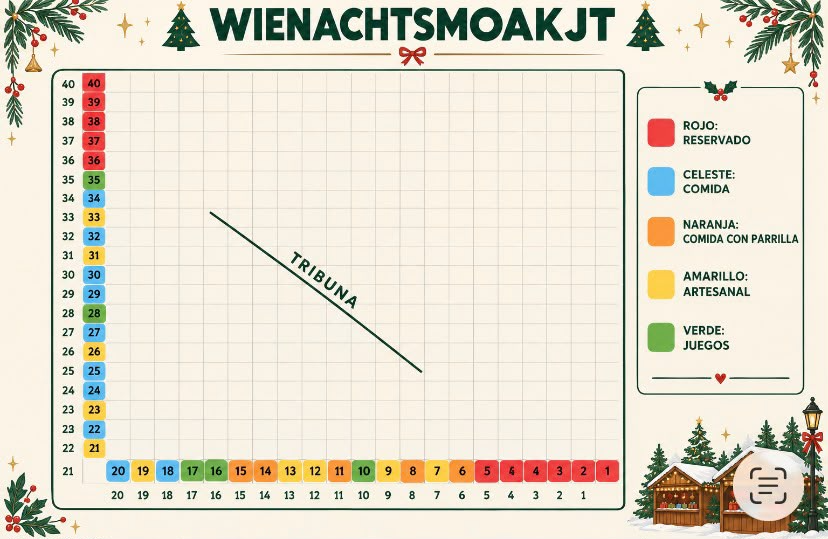 WIENACHTSMOAKJT
40 40
39 39
38 38
37 37
36 36
35 35
34 34
33 33
32 32
31 31
30 30
29 29
28 28
27 27
26 26
25 25
24 24
23 23
23 22
22 21
21 20 19 18 17 16 15 14 13 12 11 10 9 8 7 6 5 4 4 3 2 1
20 19 18 17 16 15 14 13 12 11 10 9 8 7 6 5 4 3 2 1
TRIBUNA
ROJO:
RESERVADO
CELESTE:
COMIDA
NARANJA:
COMIDA CON PARRILLA
AMARILLO:
ARTESANAL
VERDE:
JUEGOS